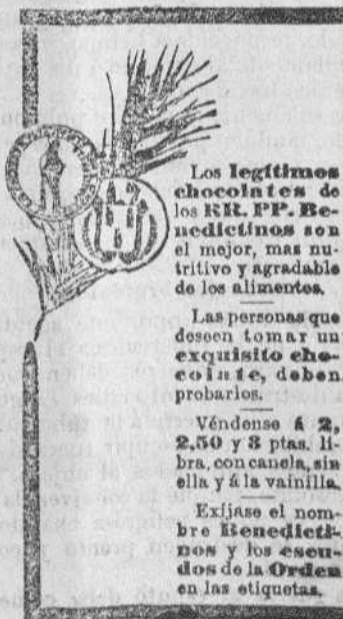 Los legítimos
chocolates de
los RR. PP. Be-
nedictinos son
el mejor, mas nu-
tritivo y agradable
de los alimentos.
Las personas que
deseen tomar un
exquisito cho-
colate, deben
probarlos.
Véndense á 2,
2,50 y 3 ptas. li-
bra, con canela, sin
ella y á la vainilla.
Exíjase el nom-
bre Benedicti-
nos y los escu-
dos de la Orden
en las etiquetas.